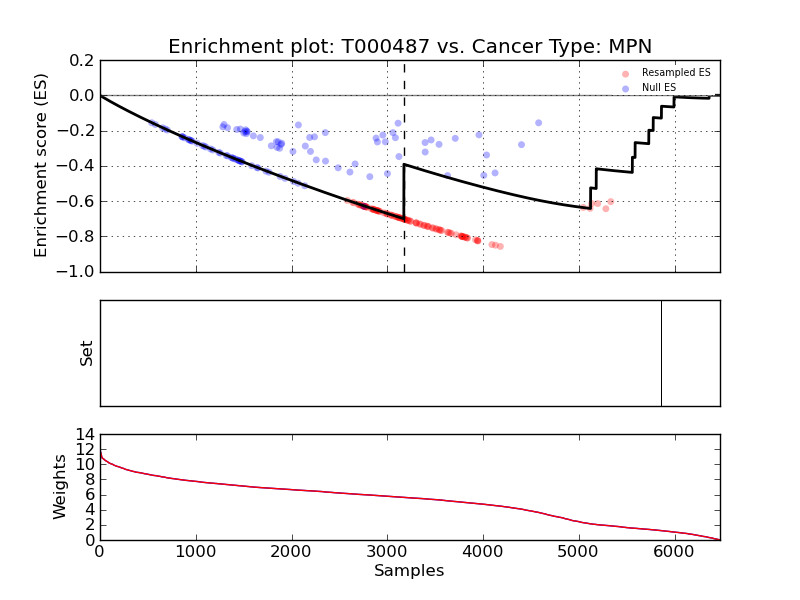 Enrichment plot: T000487 vs. Cancer Type: MPN
Enrichment score (ES)
0.2
0.0
−0.2
−0.4
−0.6
−0.8
−1.0
Resampled ES
Null ES
Set
Weights
14
12
10
8
6
4
2
0
0 1000 2000 3000 4000 5000 6000
Samples